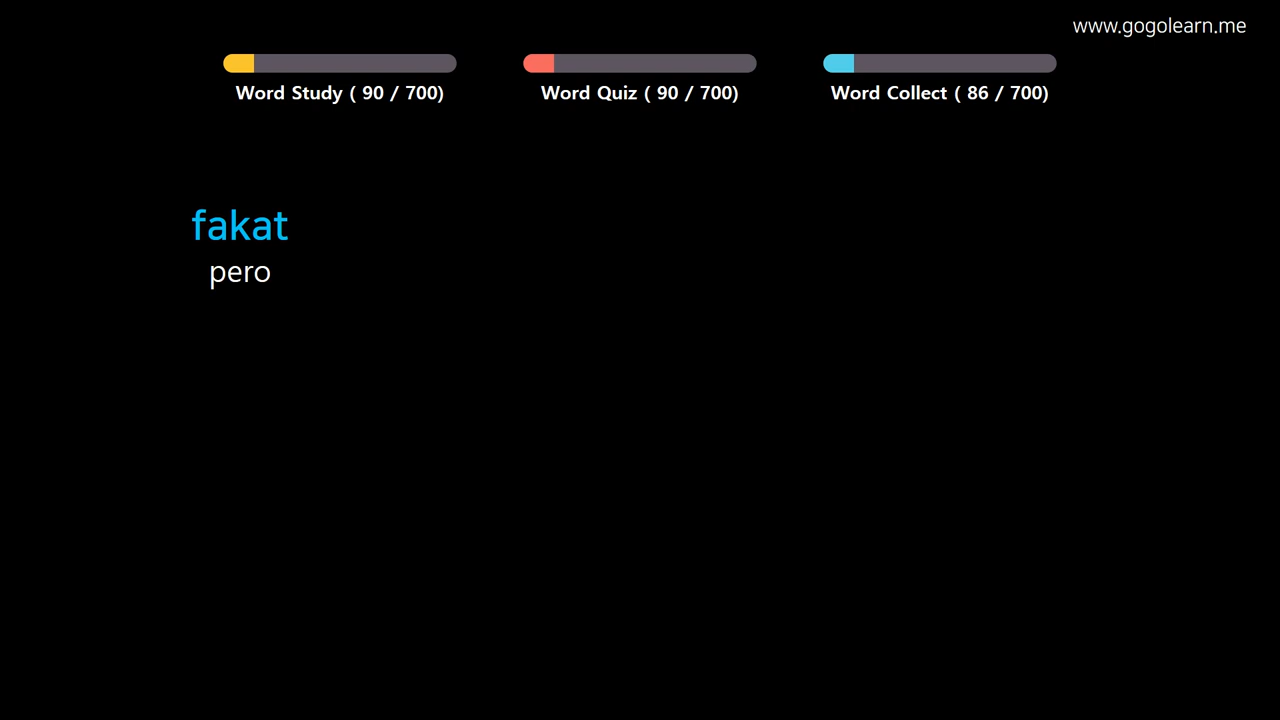 www.gogolearn.me
Word Study ( 90 / 700)
Word Quiz ( 90 / 700)
Word Collect ( 86 / 700)
fakat
pero